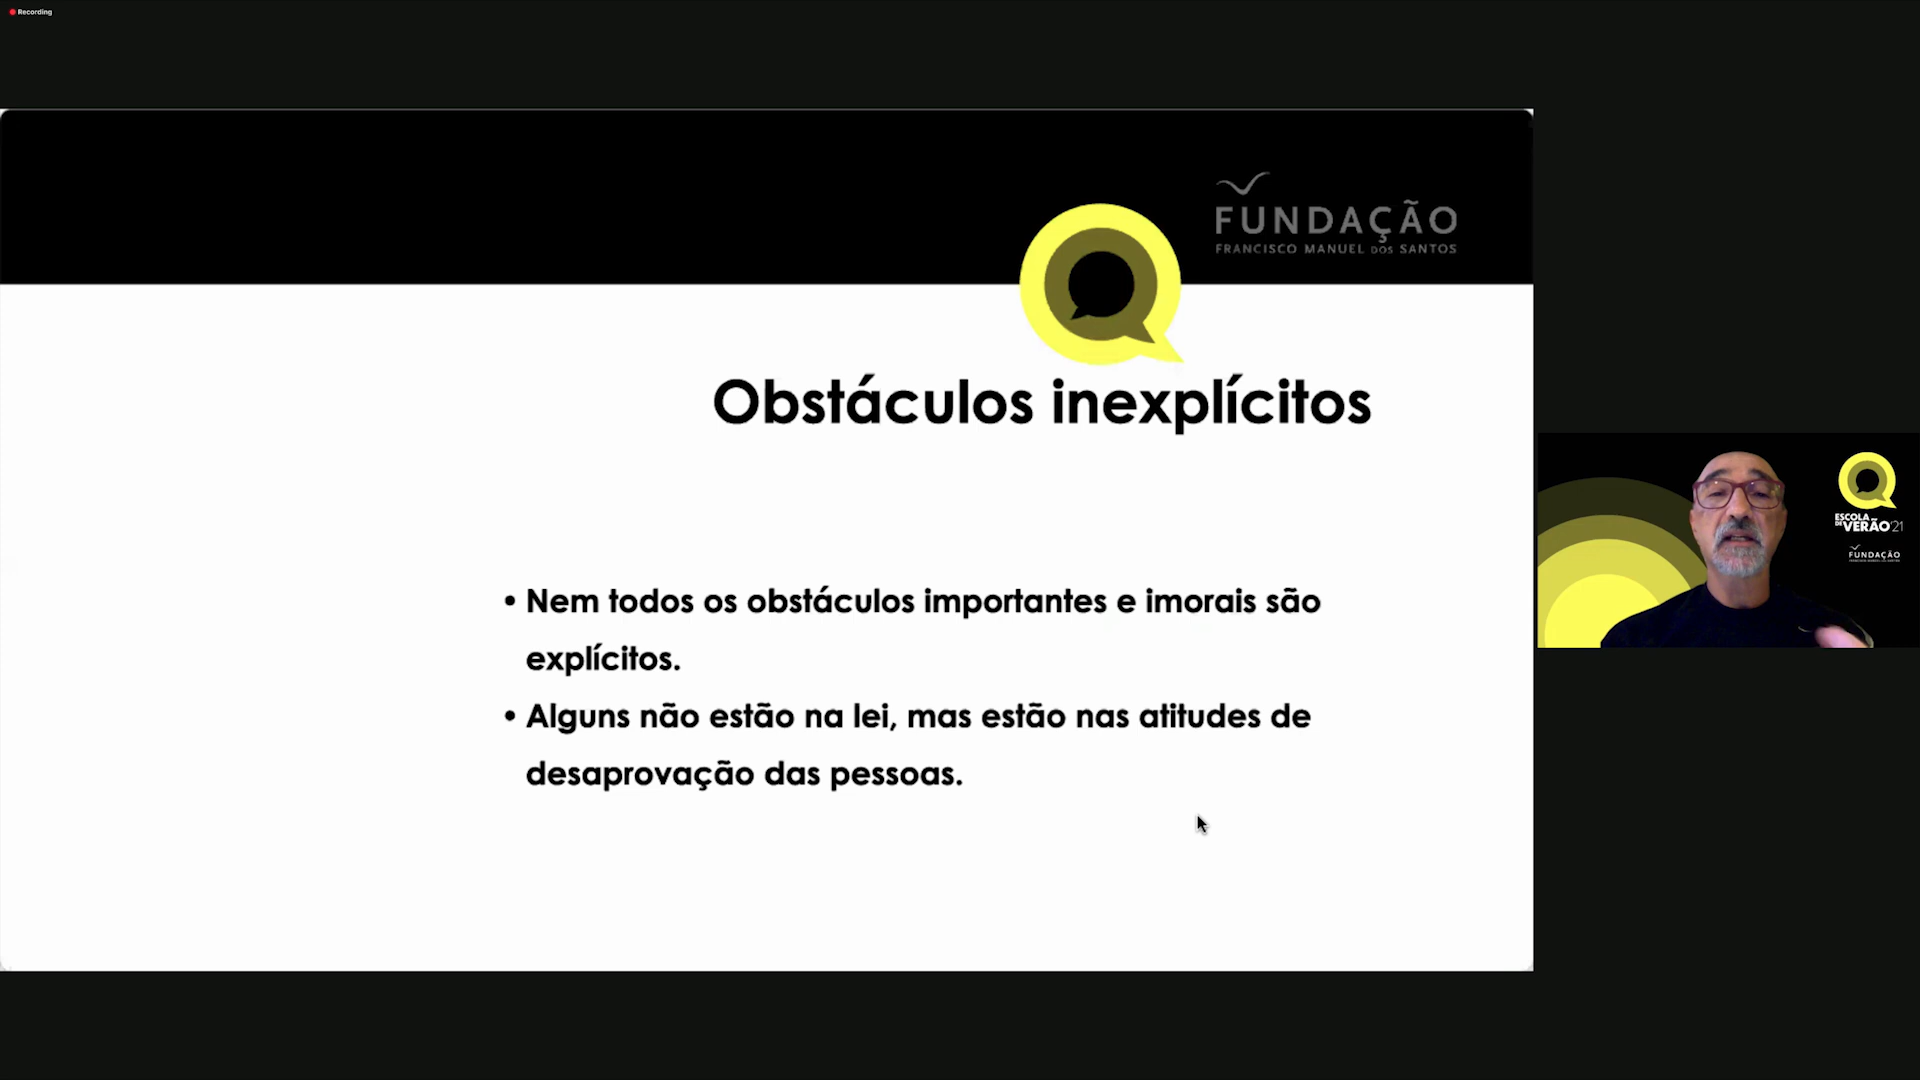 Recording
FUNDAÇÃO
FRANCISCO MANUEL DOS SANTOS
Obstáculos inexplícitos
• Nem todos os obstáculos importantes e imorais são
explícitos.
• Alguns não estão na lei, mas estão nas atitudes de
desaprovação das pessoas.
ESCOLA
DE VERÃO'21
FUNDAÇÃO